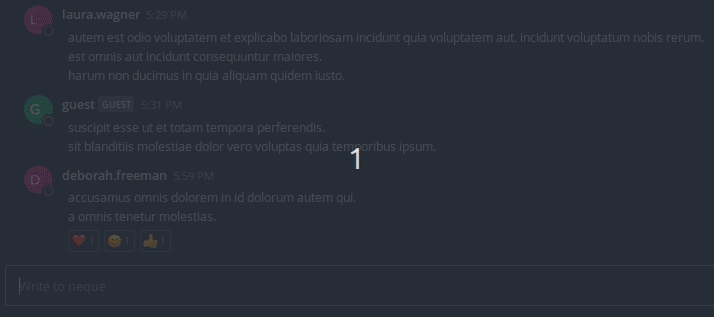 L
laura.wagner 5:29 PM
autem est odio voluptatem et explicabo laboriosam incidunt quia voluptatem aut. incidunt voluptatum nobis rerum.
est omnis aut incidunt consequuntur maiores.
harum non ducimus in quia aliquam quidem iusto.
G
guest GUEST 5:31 PM
suscipit esse ut et totam tempora perferendis.
sit blanditiis molestiae dolor vero voluptas quia temporibus ipsum.
1
D
deborah.freeman 5:59 PM
accusamus omnis dolorem in id dolorum autem qui.
a omnis tenetur molestias.
1 1 1
Write to neque